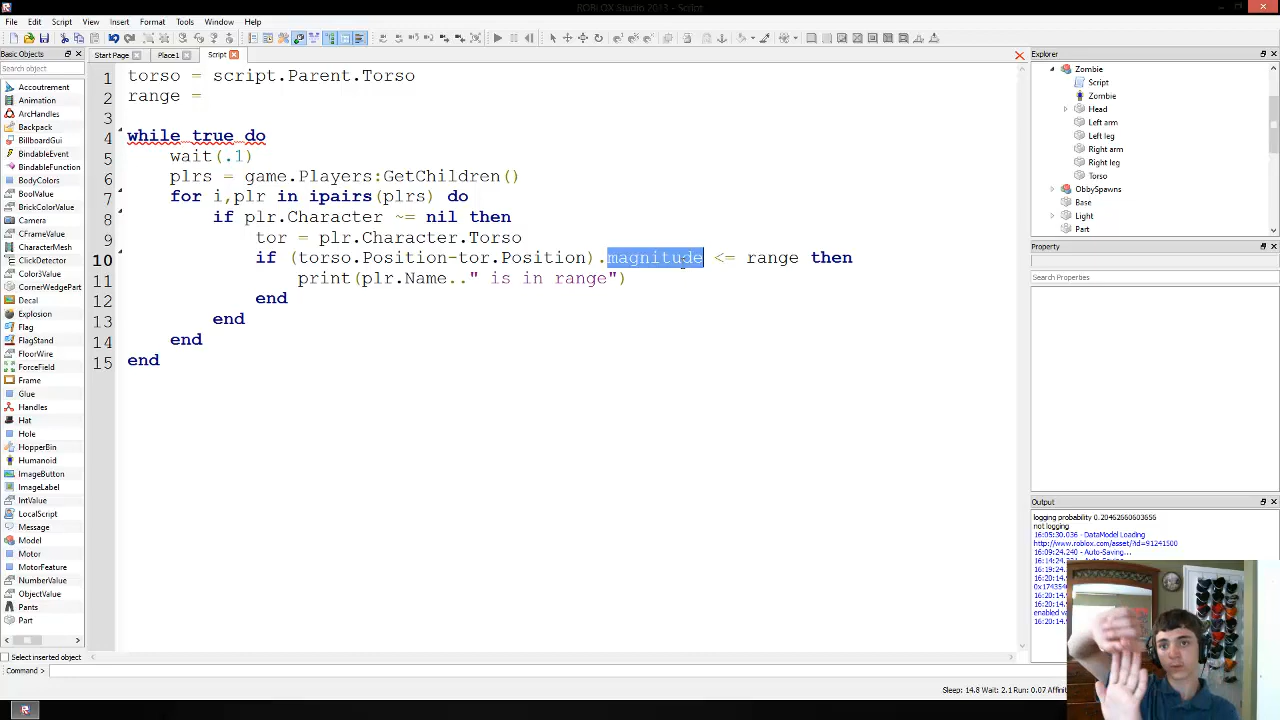 ROBLOX Studio 2013 - Script
File Edit Script View Insert Format Tools Window Help
Basic Objects
Start Page
Place1
Script
Explorer
Search object
Accoutrement
Animation
ArcHandles
Backpack
BillboardGui
BindableEvent
BindableFunction
BodyColors
BoolValue
BrickColorValue
Camera
CFrameValue
CharacterMesh
ClickDetector
CornerWedgePart
Decal
Explosion
Flag
FlagStand
FloorWire
ForceField
Frame
Glue
Handles
Hat
Hole
HopperBin
Humanoid
ImageButton
ImageLabel
IntValue
LocalScript
Message
Model
Motor
MotorFeature
NumberValue
ObjectValue
Pants
Part
Select inserted object
Command
1 torso = script.Parent.Torso
2 range =
3
4 while true do
5 wait(.1)
6 plrs = game.Players:GetChildren()
7 for i,plr in ipairs(plrs) do
8 if plr.Character ~= nil then
9 tor = plr.Character.Torso
10 if (torso.Position-tor.Position).magnitude <= range then
11 print(plr.Name.." is in range")
12 end
13 end
14 end
15 end
Zombie
Script
Zombie
Head
Left arm
Left leg
Right arm
Right leg
Torso
ObbySpawns
Base
Light
Part
Property
Search Properties
Output
logging probability 0.20462660603656
not logging
16:05:30.036 - DataModel Loading
http://www.roblox.com/asset/?id=91241500
16:09:24.240 - Auto-Saving...
16:14:24
16:19:24
16:20:14
16:20:14
16:20:14
16:20:14
Sleep: 14.8 Wait: 2.1 Run: 0.07 Affinit